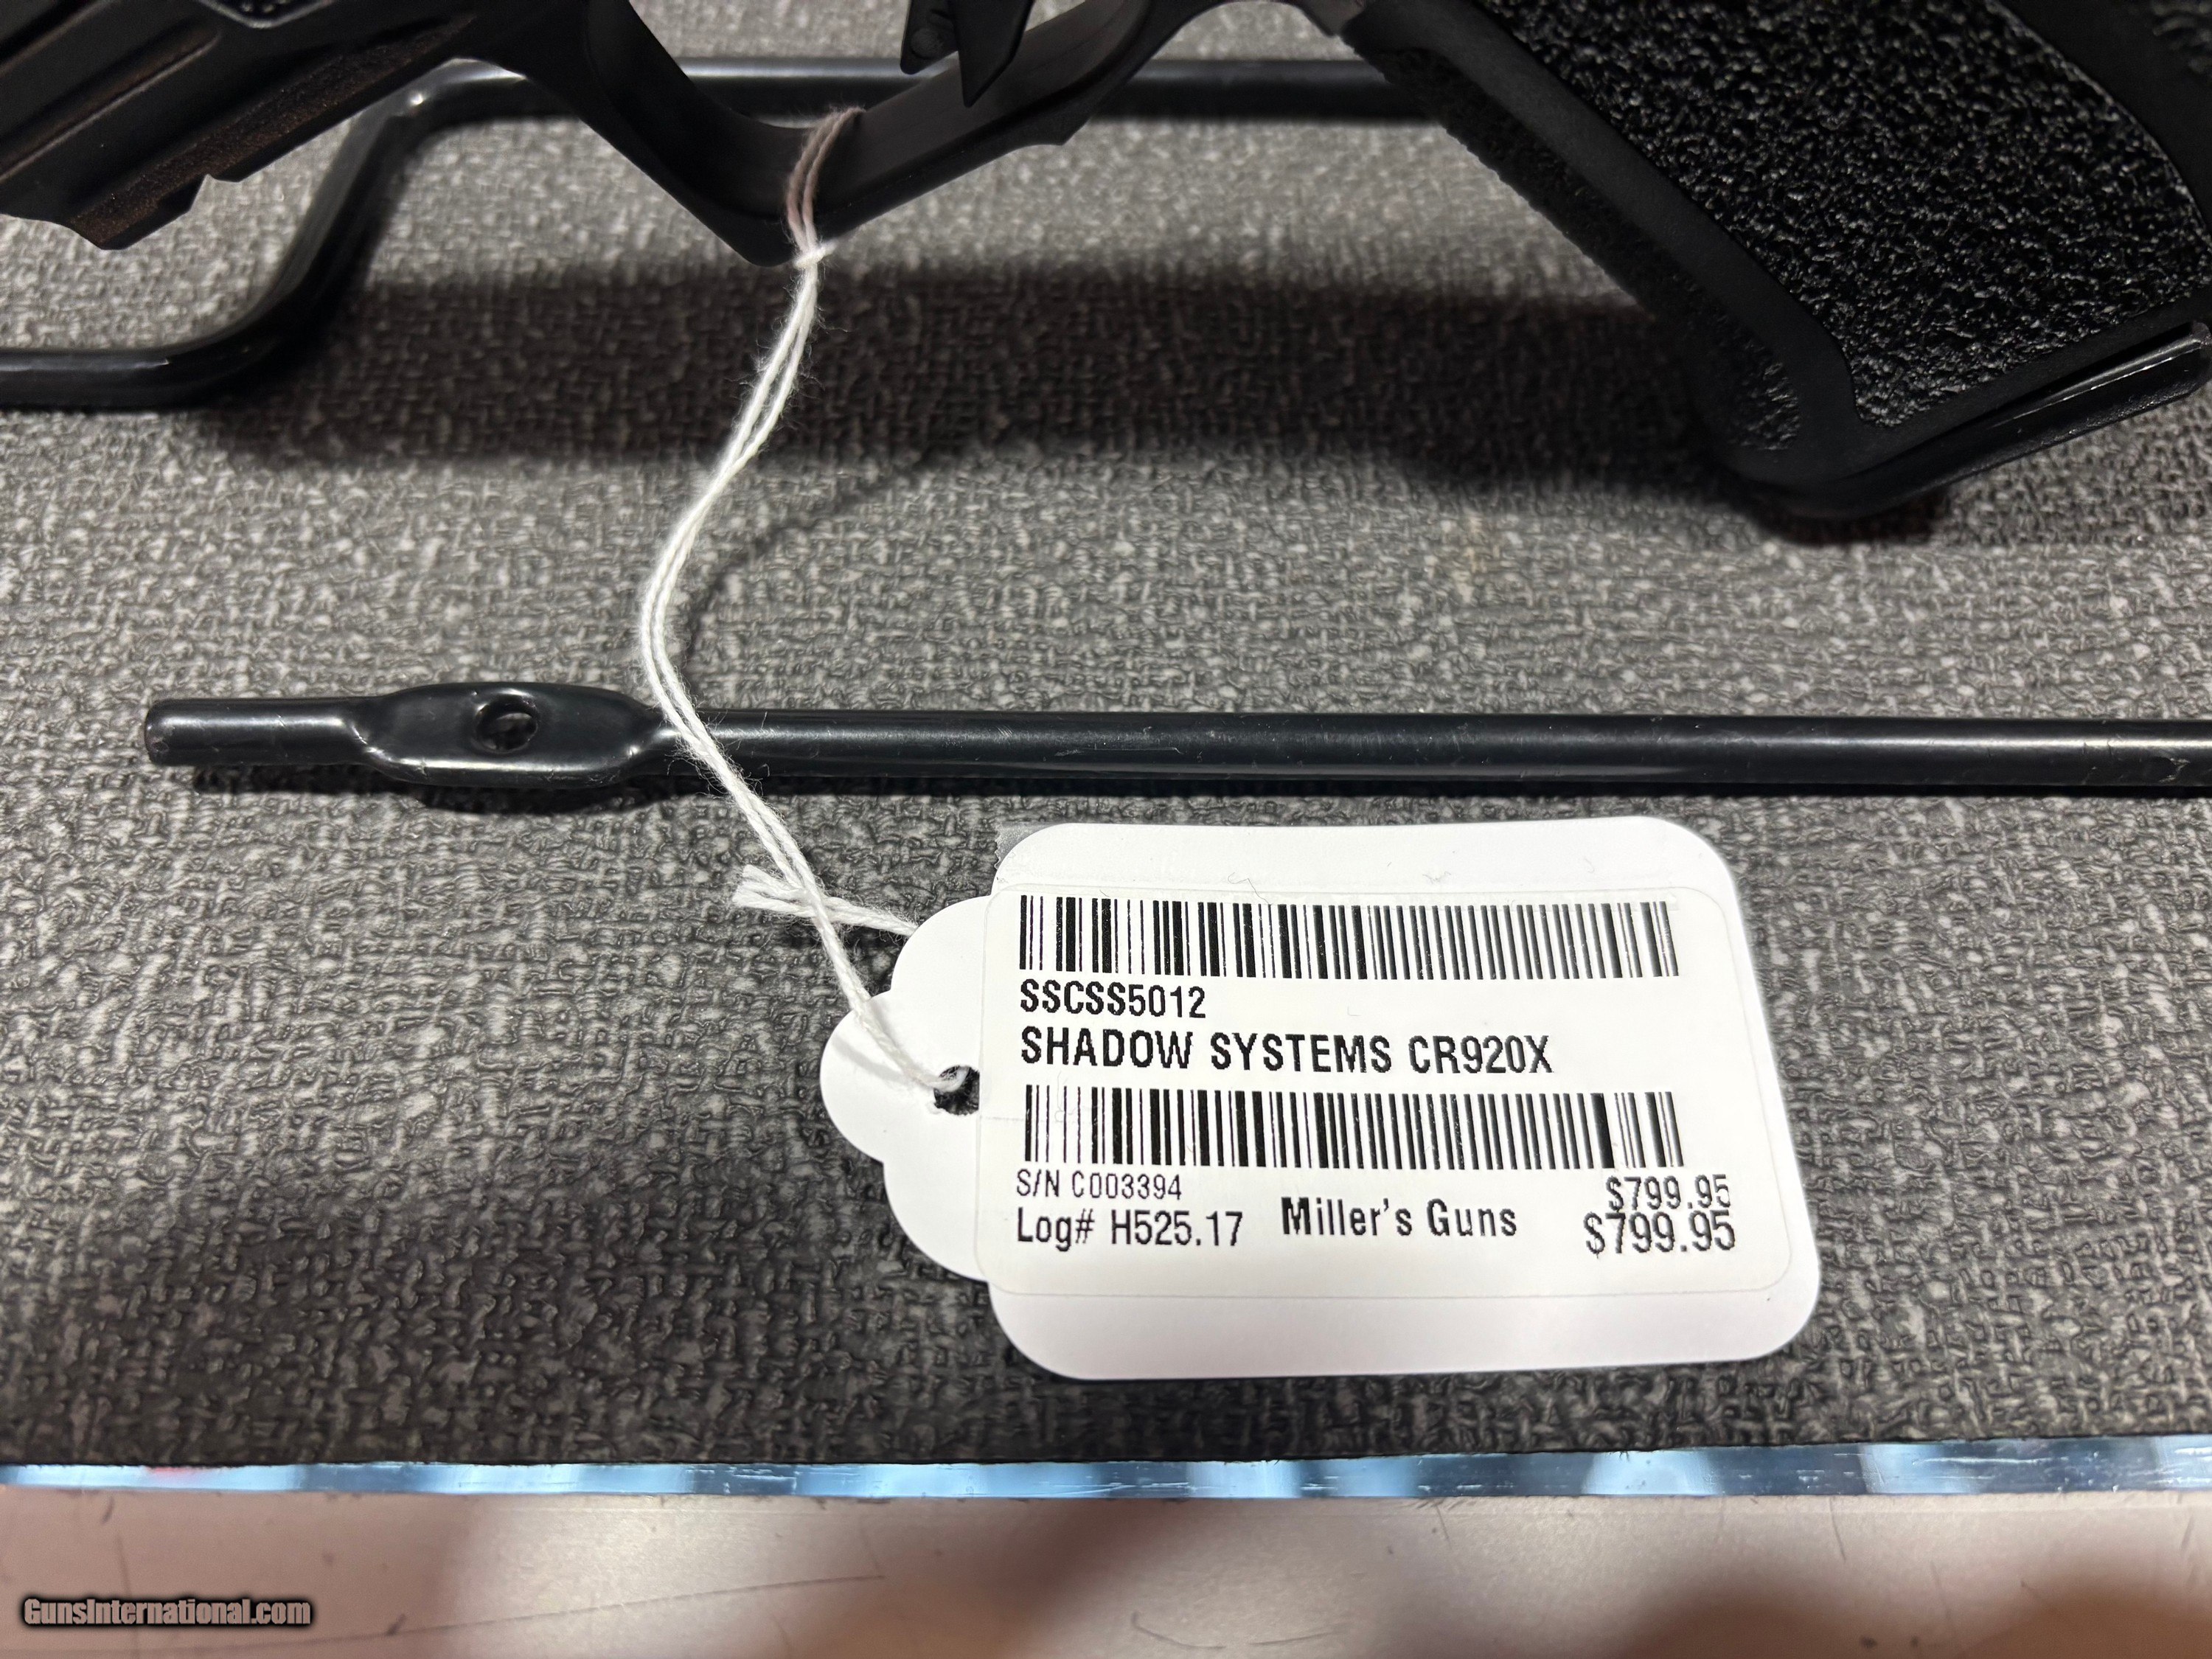 SSCSS5012
SHADOW SYSTEMS CR920X
S/N C003394
$799.95
Log# H525.17
Miller's Guns
$799.95
GunsInternational.com